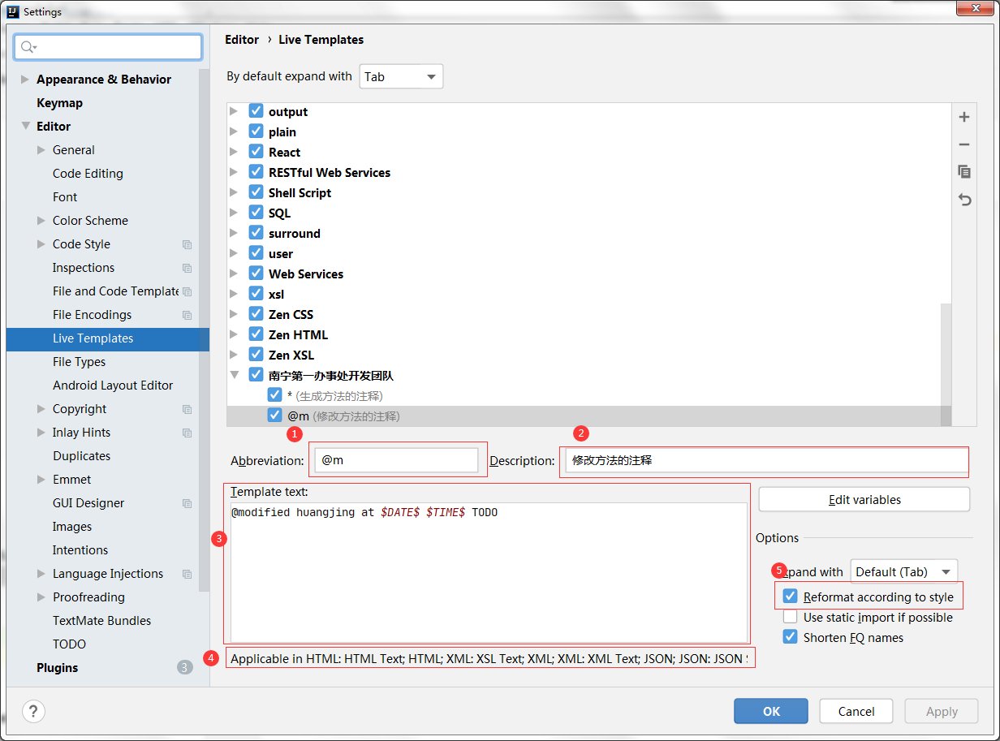 Settings
Editor › Live Templates
By default expand with Tab
Appearance & Behavior
Keymap
Editor
General
Code Editing
Font
Color Scheme
Code Style
Inspections
File and Code Template
File Encodings
Live Templates
File Types
Android Layout Editor
Copyright
Inlay Hints
Duplicates
Emmet
GUI Designer
Images
Intentions
Language Injections
Proofreading
TextMate Bundles
TODO
Plugins 3
output
plain
React
RESTful Web Services
Shell Script
SQL
surround
user
Web Services
xsl
Zen CSS
Zen HTML
Zen XSL
南宁第一办事处开发团队
* (生成方法的注释)
@m (修改方法的注释)
1
2
Abbreviation: @m Description: 修改方法的注释
Template text:
@modified huangjing at $DATE$ $TIME$ TODO
3
Edit variables
Options
5
pand with Default (Tab)
Reformat according to style
Use static import if possible
Shorten FQ names
4
Applicable in HTML: HTML Text; HTML; XML: XSL Text; XML; XML: XML Text; JSON; JSON: JSON
?
OK Cancel Apply